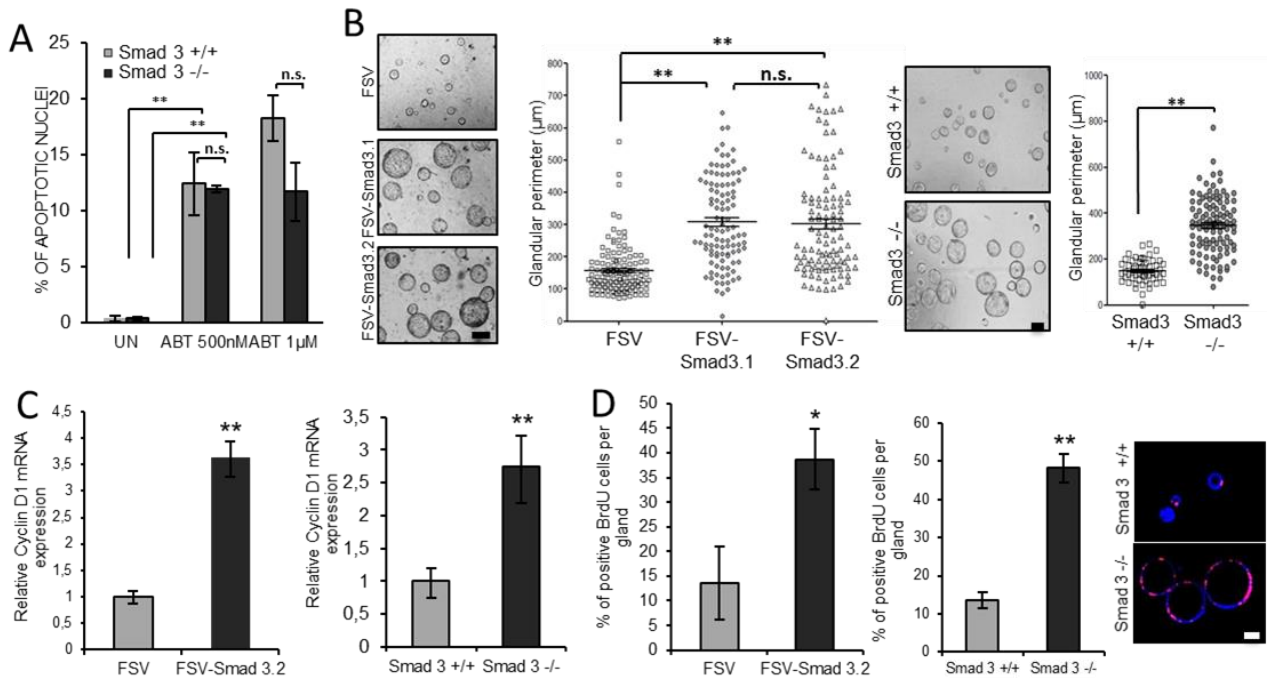 A
25
20
15
10
5
0
% OF APOPTOTIC NUCLEI
Smad 3 +/+
Smad 3 -/-
**
**
n.s.
n.s.
UN ABT 500nM ABT 1µM
B
FSV
FSV-Smad3.1
FSV-Smad3.2
Glandular perimeter (µm)
800
700
600
500
400
300
200
100
0
**
**
n.s.
FSV FSV-Smad3.1 FSV-Smad3.2
Smad3 +/+
Smad3 -/-
Glandular perimeter (µm)
1000
800
600
400
200
0
**
Smad3 +/+ Smad3 -/-
C
Relative Cyclin D1 mRNA
expression
4,5
4
3,5
3
2,5
2
1,5
1
0,5
0
**
FSV FSV-Smad 3.2
Relative Cyclin D1 mRNA
expression
3,5
3
2,5
2
1,5
1
0,5
0
**
Smad 3 +/+ Smad 3 -/-
D
% of positive BrdU cells per
gland
50
45
40
35
30
25
20
15
10
5
0
*
FSV FSV-Smad 3.2
% of positive BrdU cells per
gland
60
50
40
30
20
10
0
**
Smad 3 +/+ Smad 3 -/-
Smad 3 +/+
Smad 3 -/-